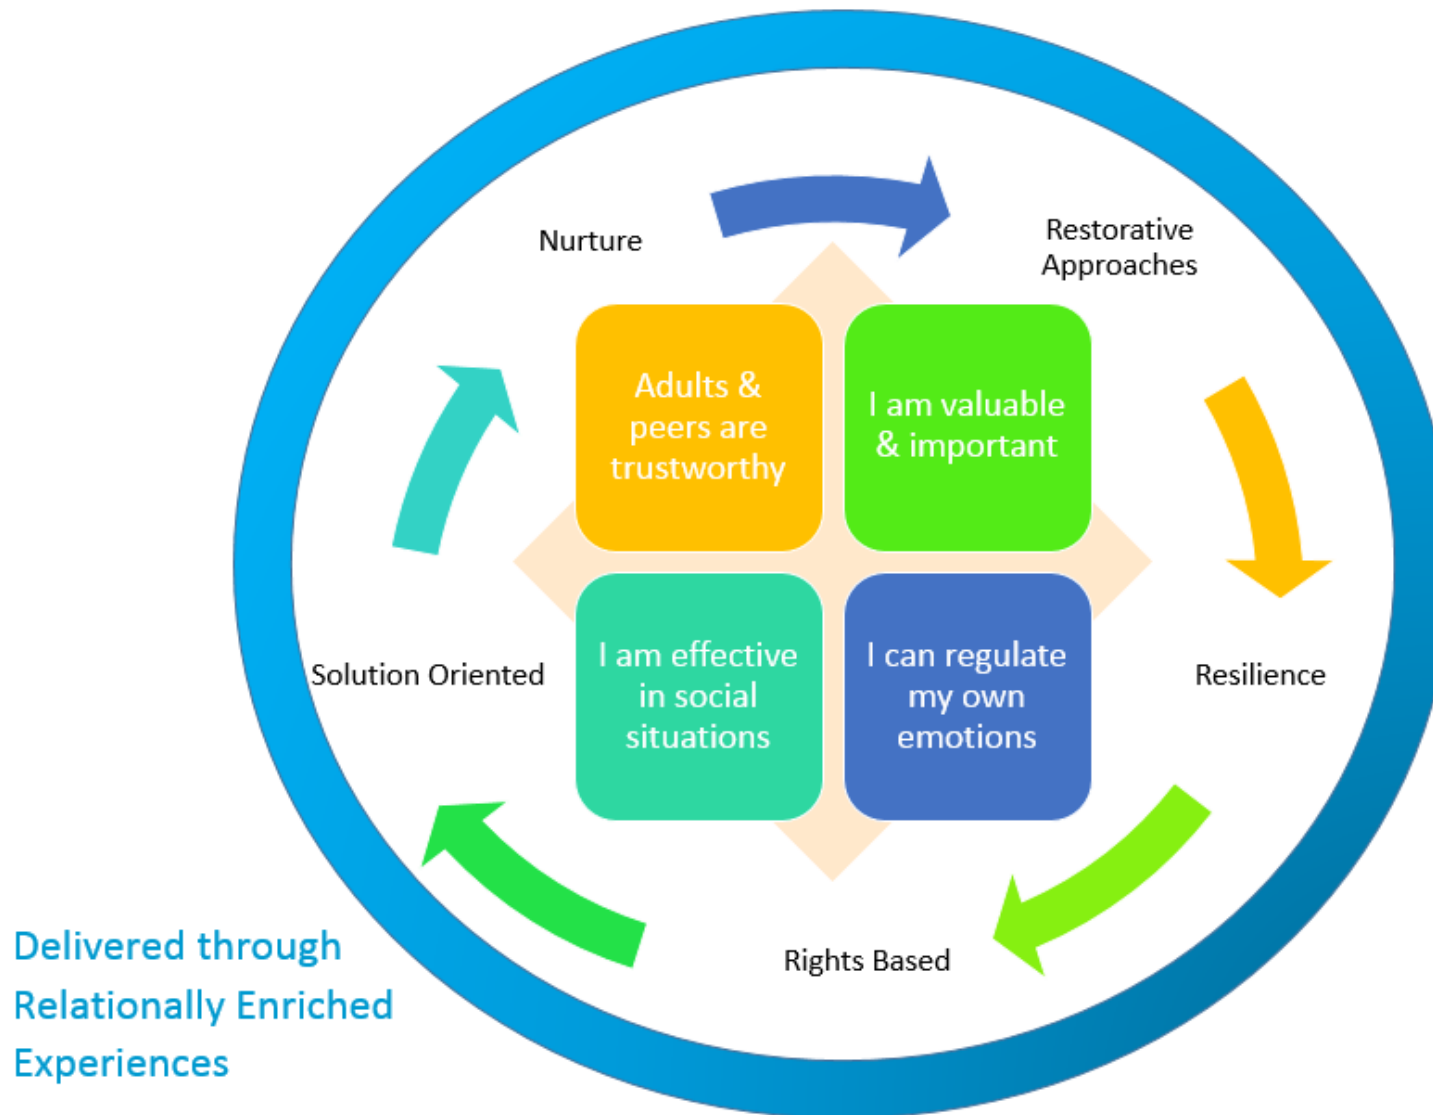 Nurture
Restorative
Approaches
Adults &
peers are
trustworthy
I am valuable
& important
Solution Oriented
I am effective
in social
situations
I can regulate
my own
emotions
Resilience
Rights Based
Delivered through
Relationally Enriched
Experiences